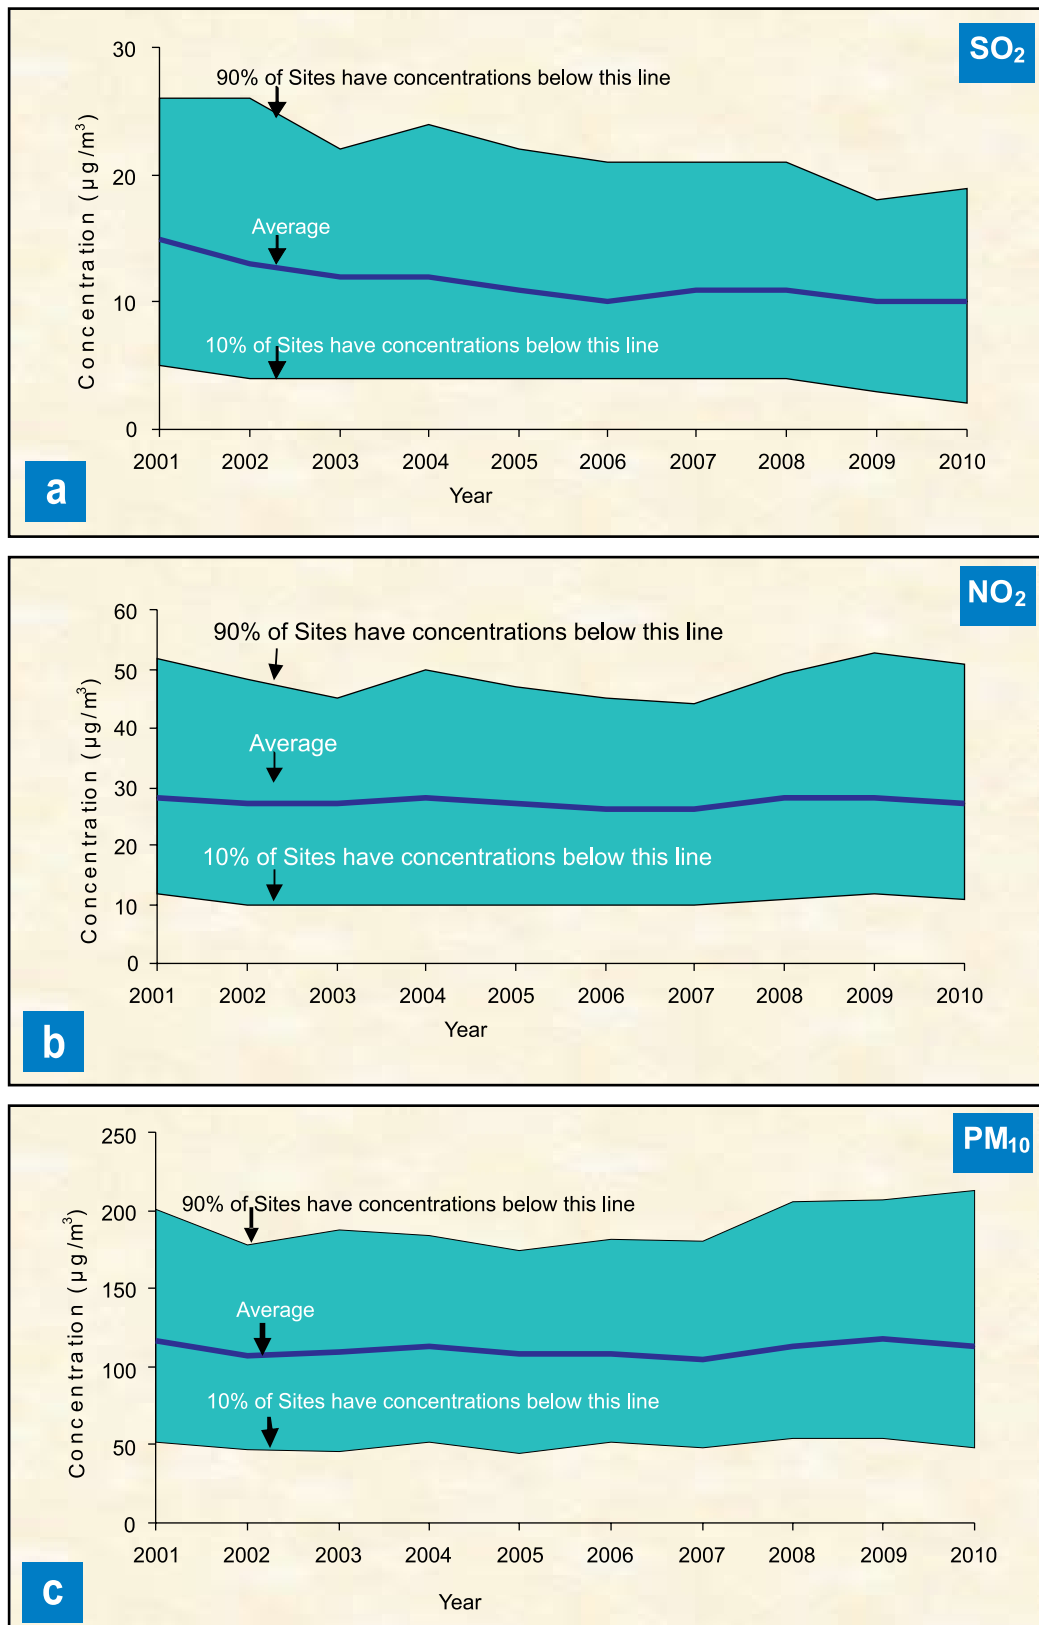 SO2
30
90% of Sites have concentrations below this line
20
Average
10
10% of Sites have concentrations below this line
0
Concentration (µg/m³)
2001 2002 2003 2004 2005 2006 2007 2008 2009 2010
Year
a
NO2
60
90% of Sites have concentrations below this line
50
40
Average
30
20
10% of Sites have concentrations below this line
10
0
Concentration (µg/m³)
2001 2002 2003 2004 2005 2006 2007 2008 2009 2010
Year
b
PM10
250
90% of Sites have concentrations below this line
200
150
Average
100
10% of Sites have concentrations below this line
50
0
Concentration (µg/m³)
2001 2002 2003 2004 2005 2006 2007 2008 2009 2010
Year
c